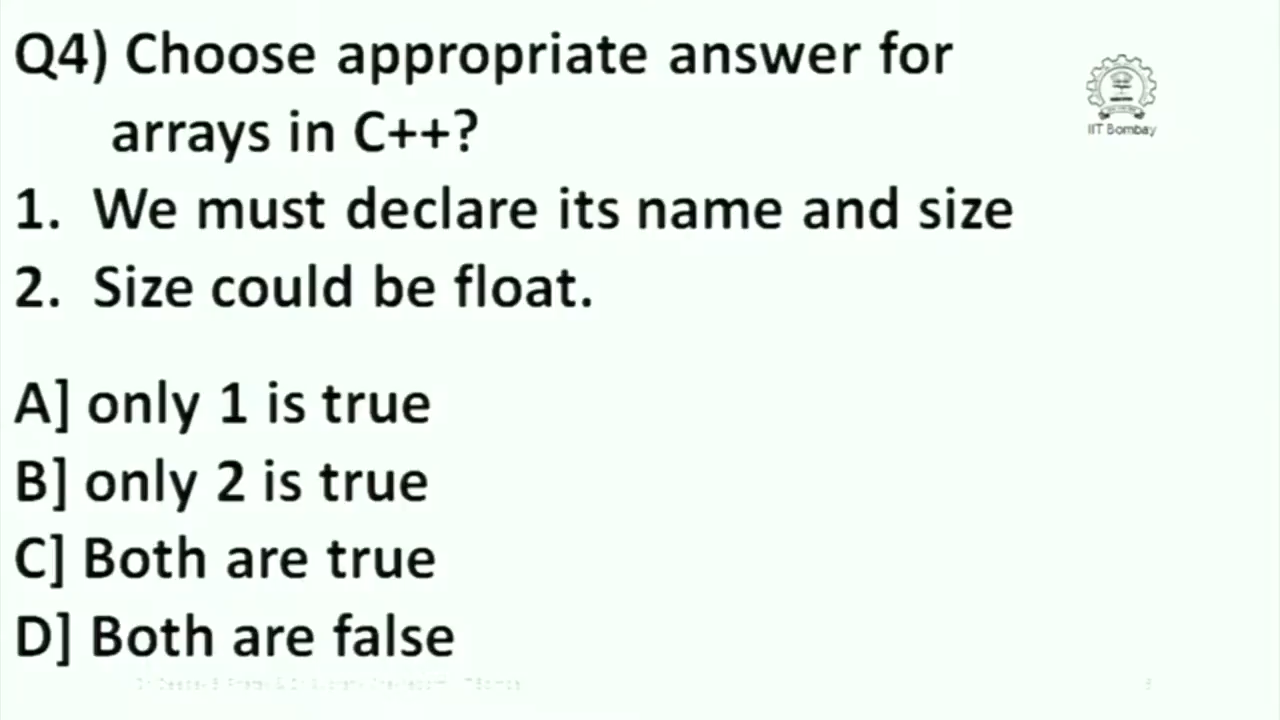 Q4) Choose appropriate answer for
arrays in C++?
IIT Bombay
1. We must declare its name and size
2. Size could be float.
A] only 1 is true
B] only 2 is true
C] Both are true
D] Both are false